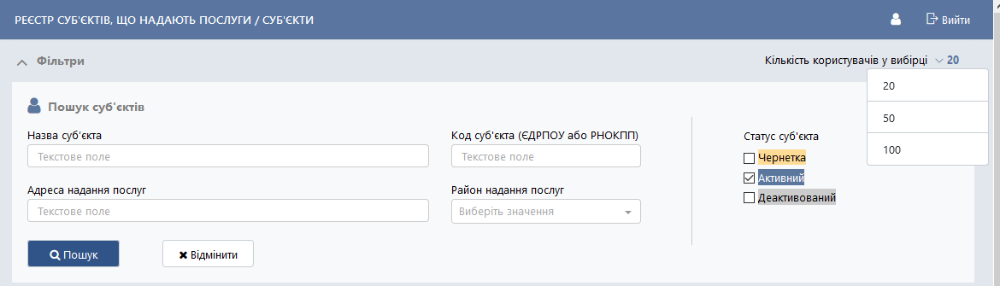 РЕЄСТР СУБ'ЄКТІВ, ЩО НАДАЮТЬ ПОСЛУГИ / СУБ'ЄКТИ
Вийти
Фільтри
Кількість користувачів у вибірці 20
20
50
100
Пошук суб'єктів
Назва суб'єкта
Текстове поле
Код суб'єкта (ЄДРПОУ або РНОКПП)
Текстове поле
Адреса надання послуг
Текстове поле
Район надання послуг
Виберіть значення
Статус суб'єкта
Чернетка
Активний
Деактивований
Пошук
Відмінити